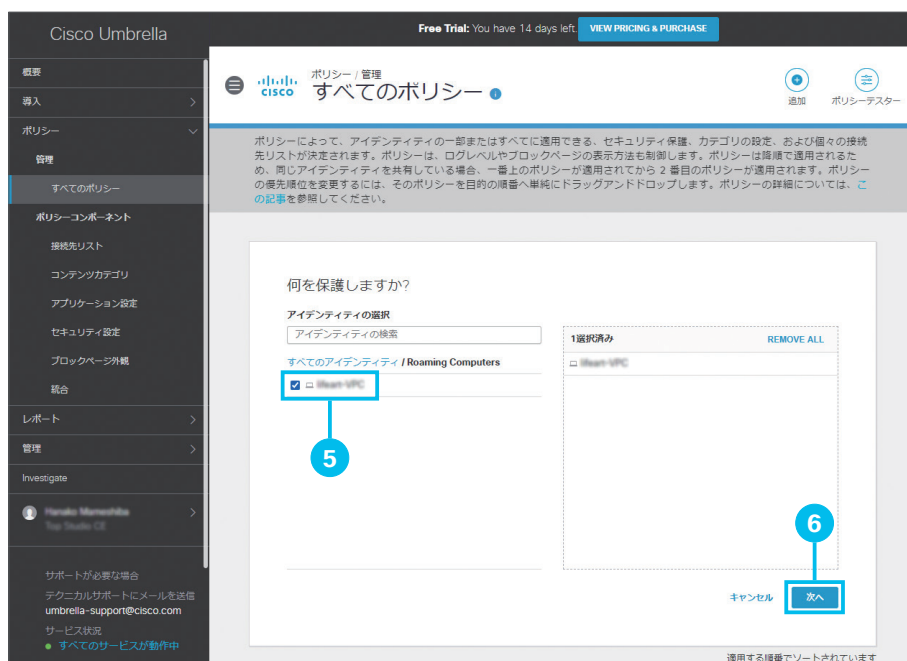 Cisco Umbrella
Free Trial: You have 14 days left. VIEW PRICING & PURCHASE
概要
導入
ポリシー
管理
すべてのポリシー
ポリシーコンポーネント
接続先リスト
コンテンツカテゴリ
アプリケーション設定
セキュリティ設定
ブロックページ外観
統合
レポート
管理
Investigate
サポートが必要な場合
テクニカルサポートにメールを送信
umbrella-support@cisco.com
サービス状況
すべてのサービスが動作中
cisco
ポリシー / 管理
すべてのポリシー
追加
ポリシーテスター
ポリシーによって、アイデンティティの一部またはすべてに適用できる、セキュリティ保護、カテゴリの設定、および個々の接続
先リストが決定されます。ポリシーは、ログレベルやブロックページの表示方法も制御します。ポリシーは降順で適用されるた
め、同じアイデンティティを共有している場合、一番上のポリシーが適用されてから 2 番目のポリシーが適用されます。ポリシー
の優先順位を変更するには、そのポリシーを目的の順番へ単純にドラッグアンドドロップします。ポリシーの詳細については、こ
の記事を参照してください。
何を保護しますか?
アイデンティティの選択
アイデンティティの検索
すべてのアイデンティティ / Roaming Computers
5
1選択済み
REMOVE ALL
6
キャンセル
次へ
適用する順番でソートされています